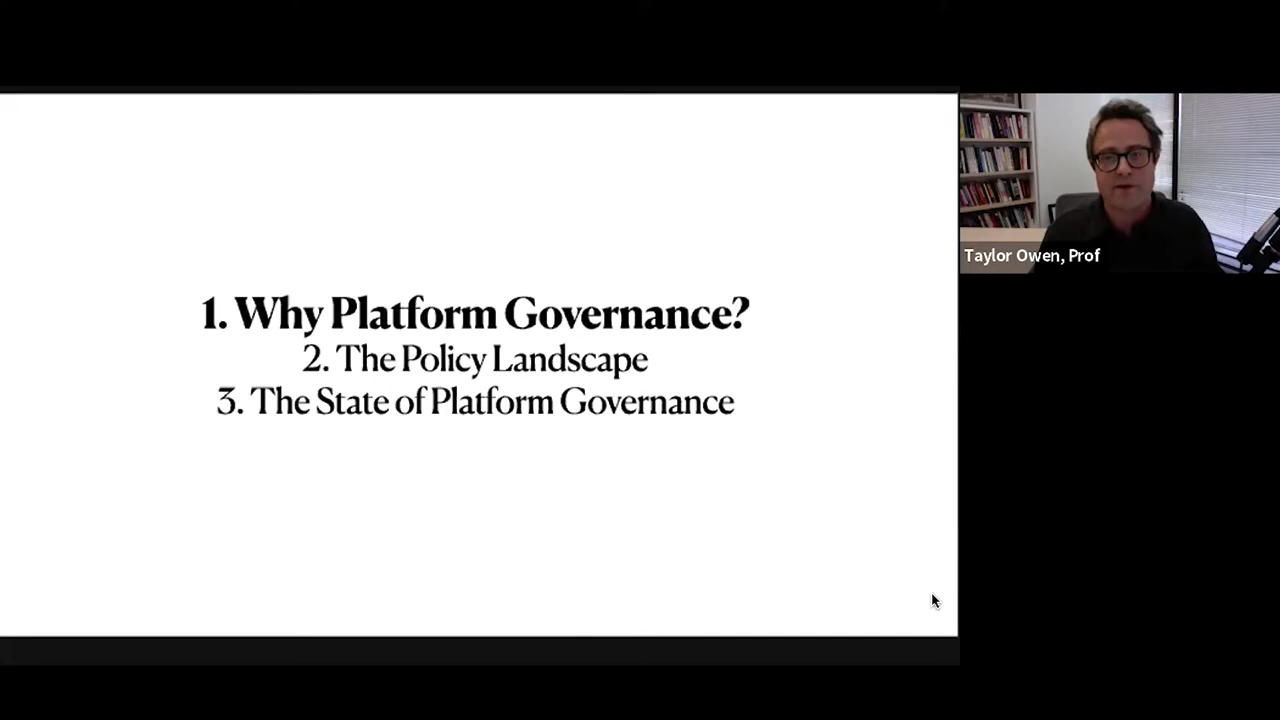 1. Why Platform Governance?
2. The Policy Landscape
3. The State of Platform Governance
Taylor Owen, Prof